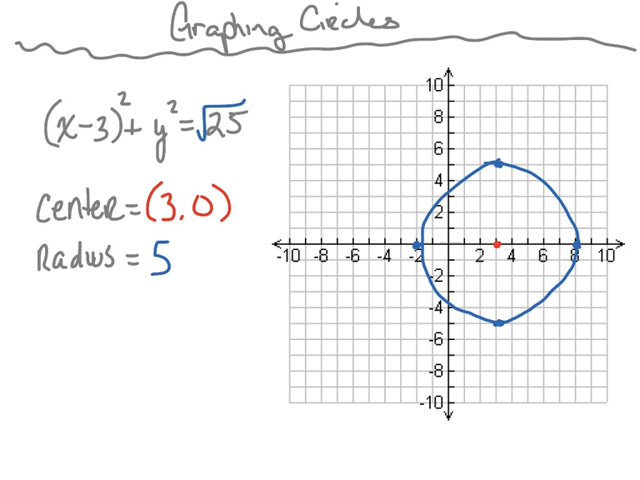 Graphing Circles
(x-3)² + y² = √25
Center = (3,0)
Radius = 5
10
8
6
4
2
-10 -8 -6 -4 -2 2 4 6 8 10
-2
-4
-6
-8
-10